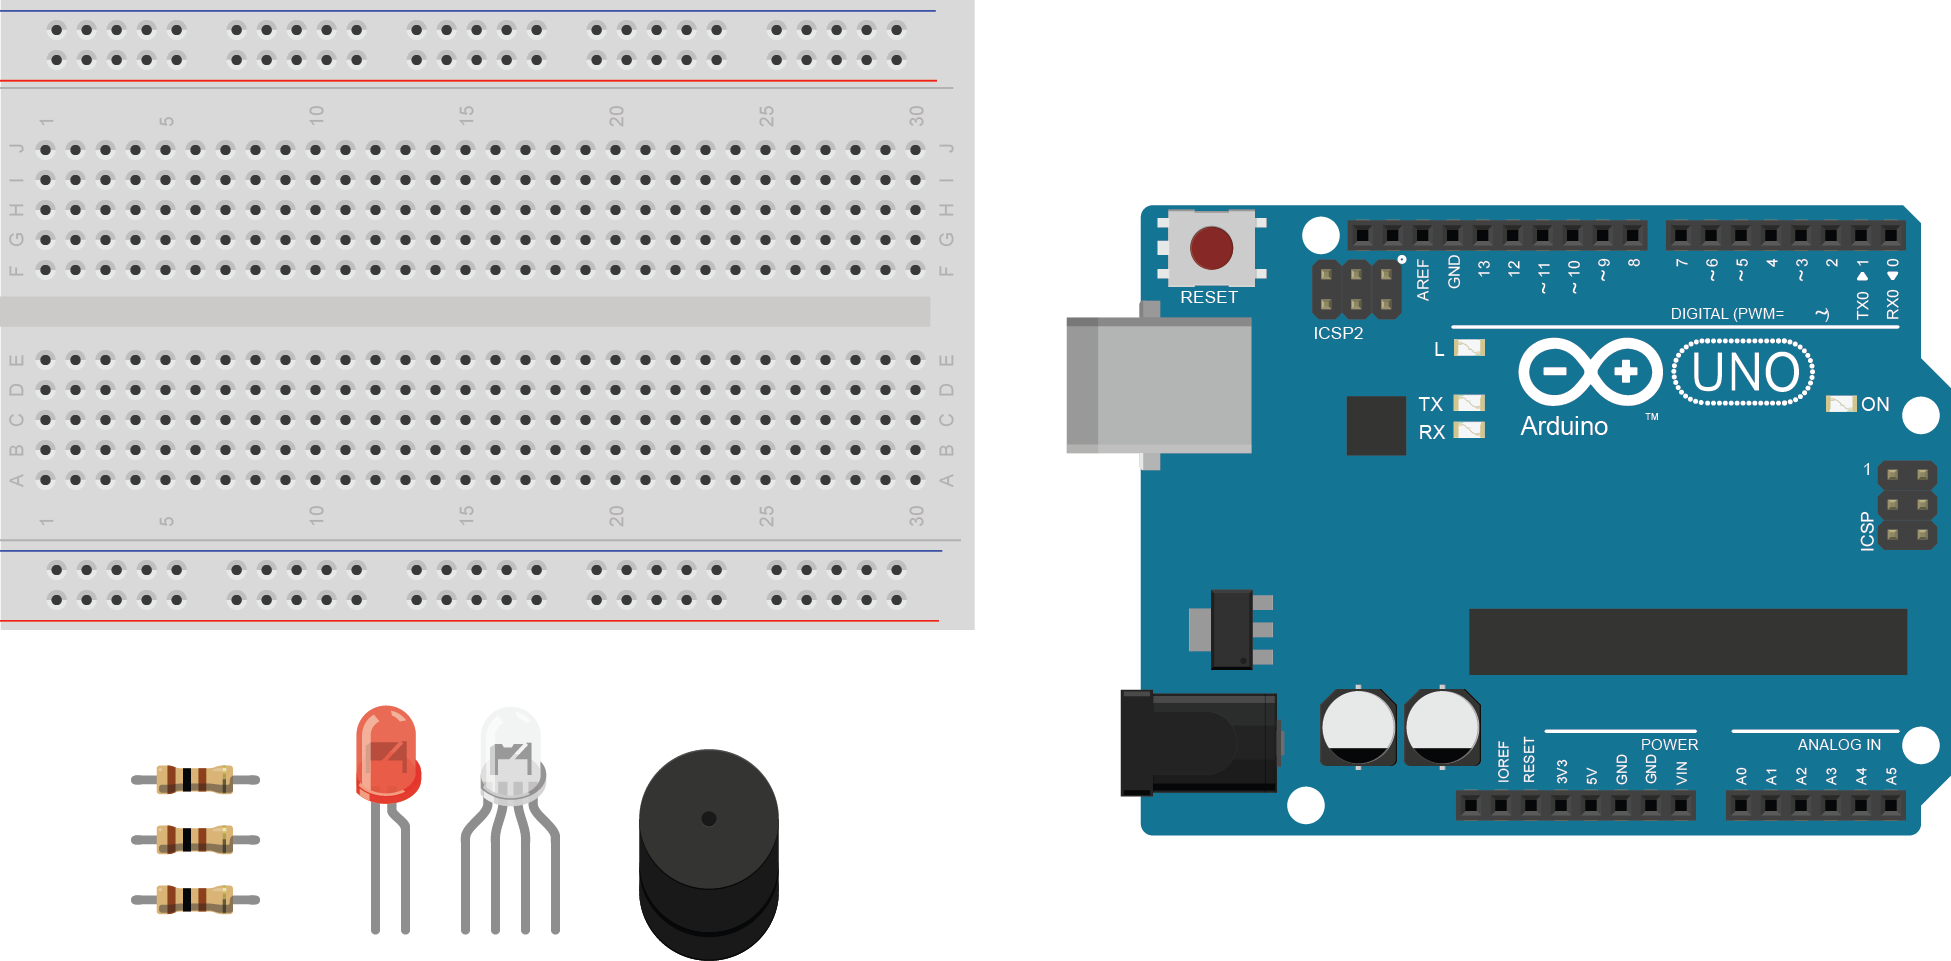 1 5 10 15 20 25 30
J J
I I
H H
G G
F F
E E
D D
C C
B B
A A
1 5 10 15 20 25 30
RESET
ICSP2
AREF
GND
13
12
~11
~10
~9
8
7
~6
~5
4
~3
2
TX0 ▶ 1
RX0 ◀ 0
DIGITAL (PWM= ~)
L
TX
RX
UNO
Arduino
TM
ON
1
ICSP
POWER
ANALOG IN
IOREF
RESET
3V3
5V
GND
GND
VIN
A0
A1
A2
A3
A4
A5